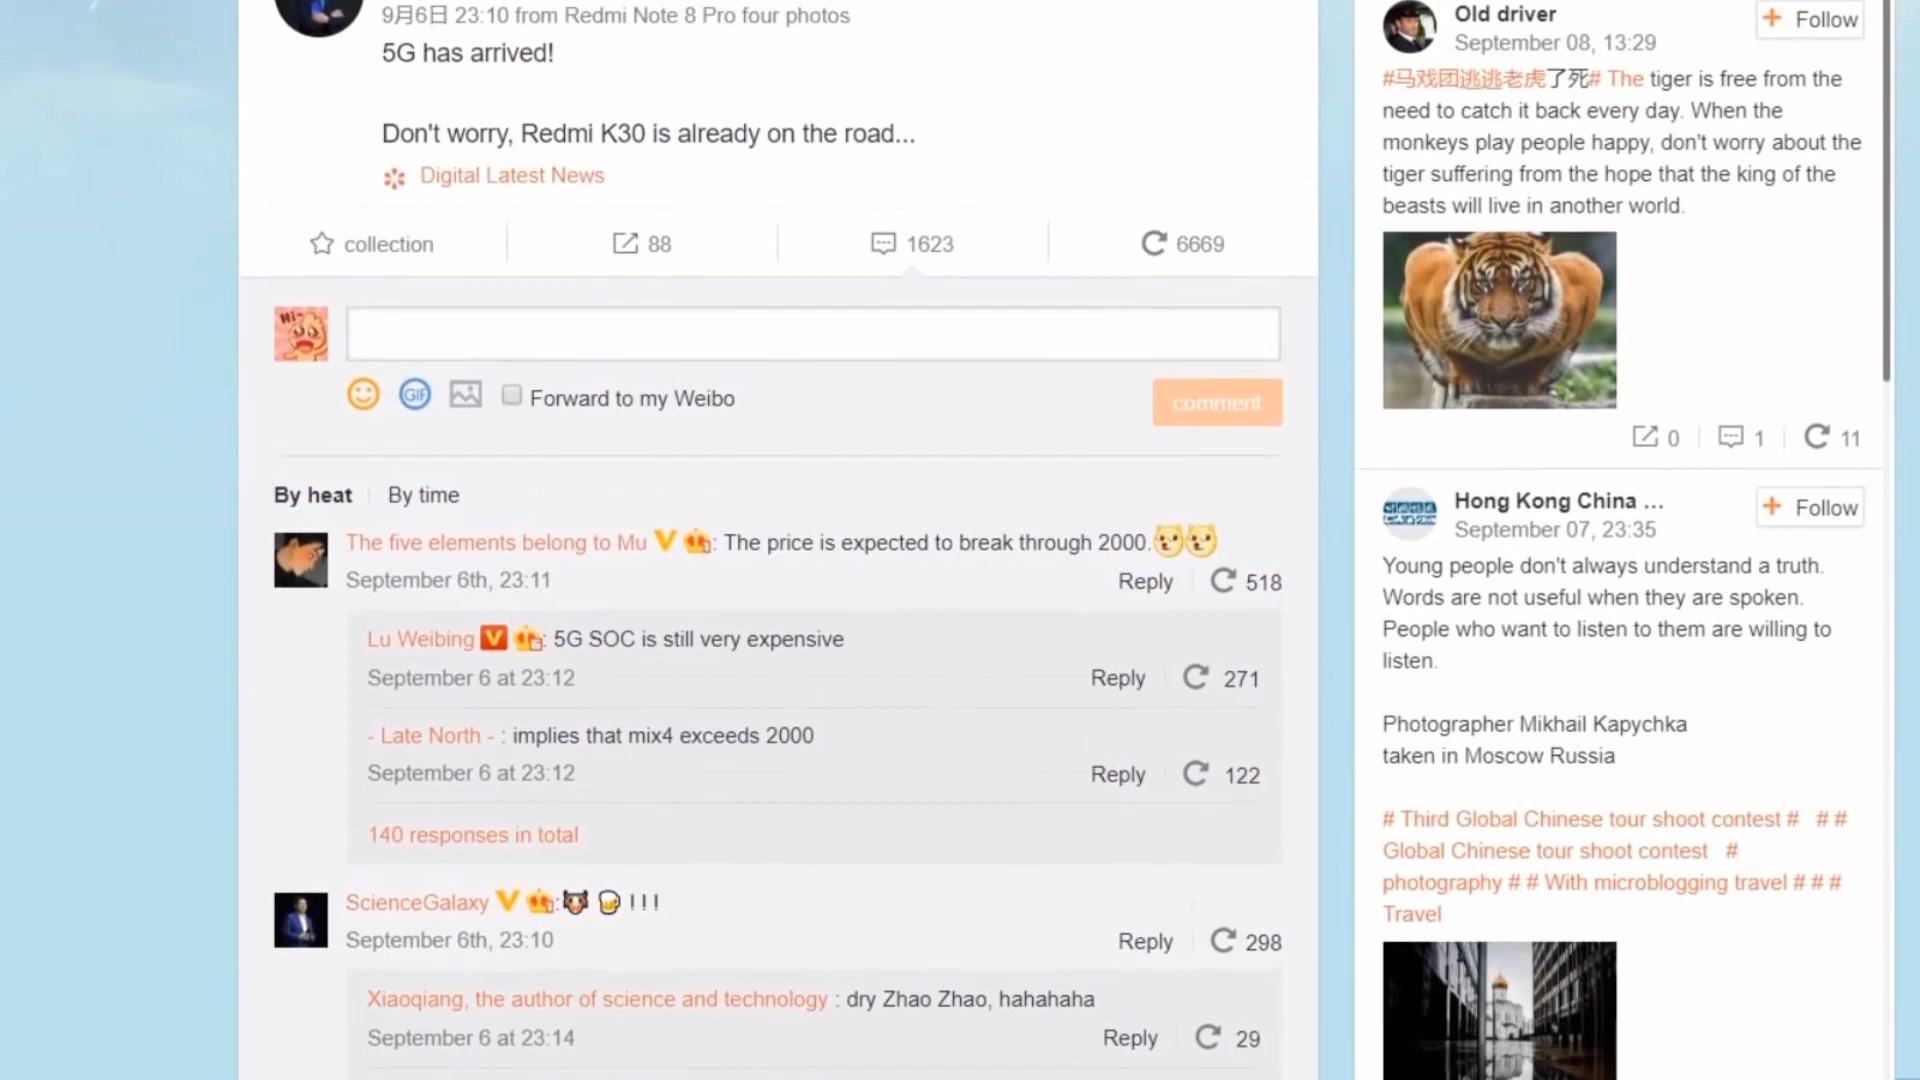 9月6日 23:10 from Redmi Note 8 Pro four photos
5G has arrived!
Don't worry, Redmi K30 is already on the road...
Digital Latest News
collection
88
1623
6669
Hi~
GIF
Forward to my Weibo
comment
By heat
By time
The five elements belong to Mu V : The price is expected to break through 2000.
September 6th, 23:11
Reply
518
Lu Weibing V : 5G SOC is still very expensive
September 6 at 23:12
Reply
271
- Late North - : implies that mix4 exceeds 2000
September 6 at 23:12
Reply
122
140 responses in total
ScienceGalaxy V : ! ! !
September 6th, 23:10
Reply
298
Xiaoqiang, the author of science and technology : dry Zhao Zhao, hahahaha
September 6 at 23:14
Reply
29
Old driver
September 08, 13:29
+ Follow
#马戏团逃逃老虎了死# The tiger is free from the
need to catch it back every day. When the
monkeys play people happy, don't worry about the
tiger suffering from the hope that the king of the
beasts will live in another world.
0
1
11
Hong Kong China ...
September 07, 23:35
+ Follow
Young people don't always understand a truth.
Words are not useful when they are spoken.
People who want to listen to them are willing to
listen.
Photographer Mikhail Kapychka
taken in Moscow Russia
# Third Global Chinese tour shoot contest # # #
Global Chinese tour shoot contest #
photography # # With microblogging travel # # #
Travel